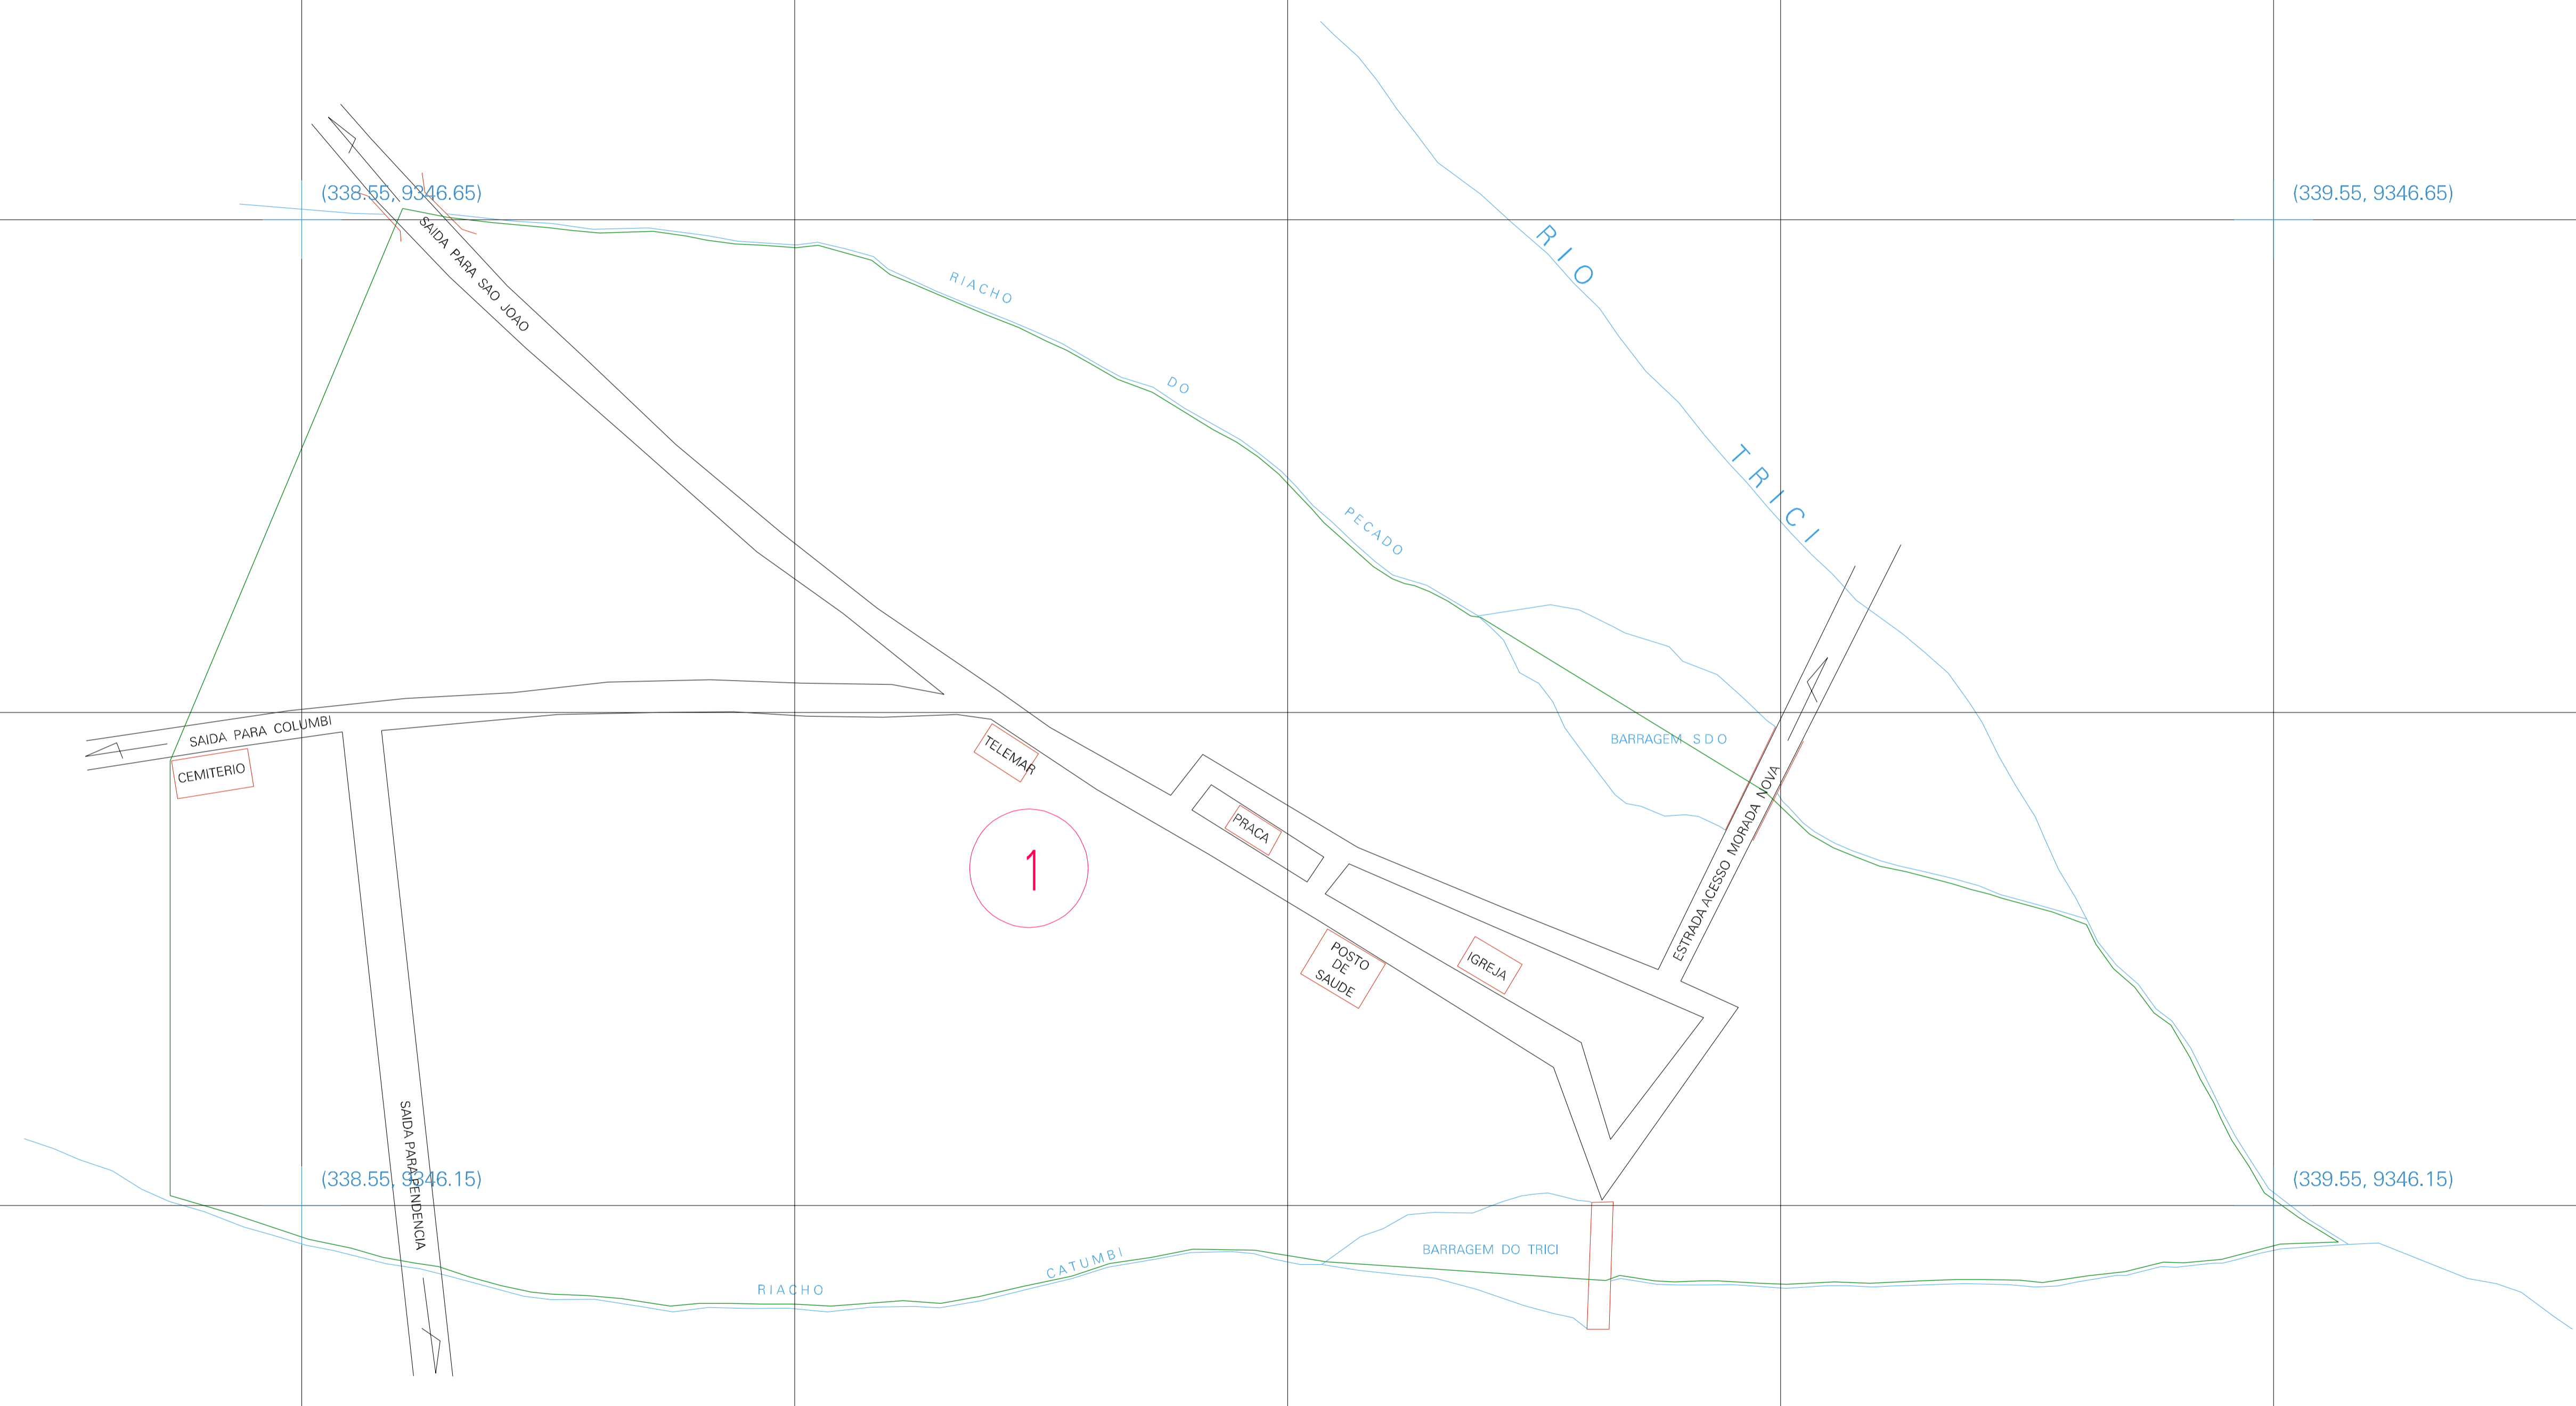 (338.55, 9346.65)
(339.55, 9346.65)
SAIDA PARA SAO JOAO
RIO
RIACHO
DO
TRICI
PECADO
SAIDA PARA COLUMBI
BARRAGEM S D O
TELEMAR
CEMITERIO
PRACA
ESTRADA ACESSO MORADA NOVA
1
POSTO
DE
SAUDE
IGREJA
SAIDA PARA PENDENCIA
(338.55, 9346.15)
(339.55, 9346.15)
CATUMBI
BARRAGEM DO TRICI
RIACHO